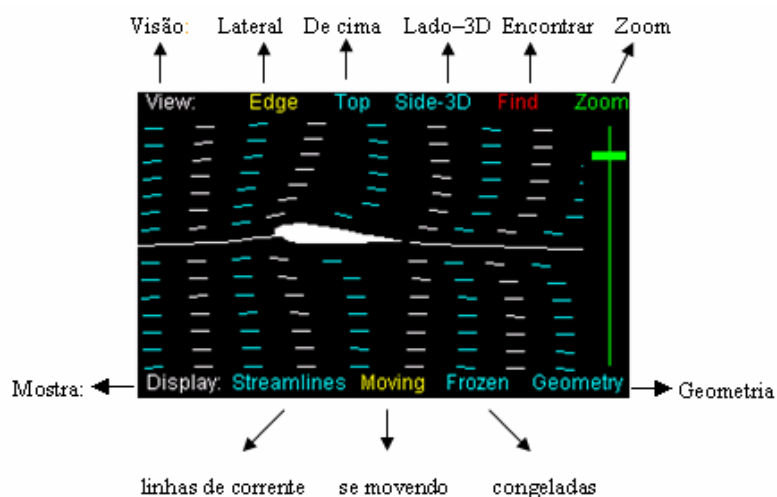 Visão: Lateral De cima Lado–3D Encontrar Zoom
View: Edge Top Side-3D Find Zoom
Mostra: Display: Streamlines Moving Frozen Geometry Geometria
linhas de corrente se movendo congeladas